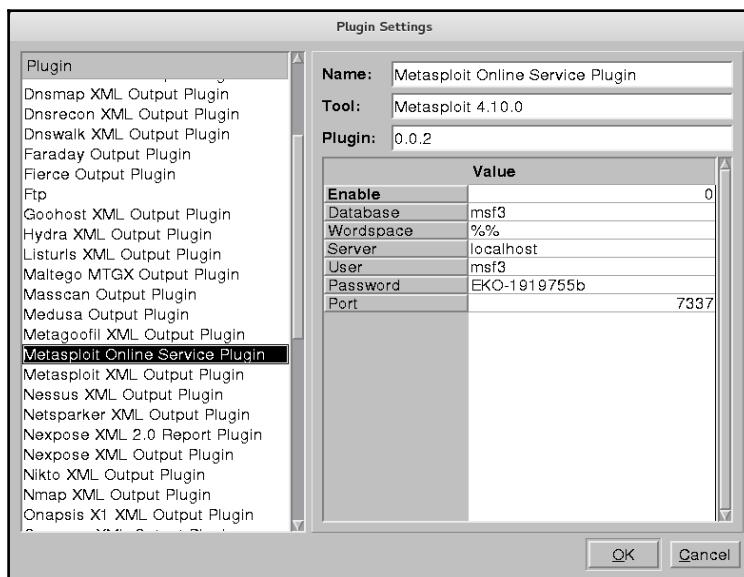 Plugin Settings
Plugin
Dnsmap XML Output Plugin
Dnsrecon XML Output Plugin
Dnswalk XML Output Plugin
Faraday Output Plugin
Fierce Output Plugin
Ftp
Goohost XML Output Plugin
Hydra XML Output Plugin
Listurls XML Output Plugin
Maltego MTGX Output Plugin
Masscan Output Plugin
Medusa Output Plugin
Metagoofil XML Output Plugin
Metasploit Online Service Plugin
Metasploit XML Output Plugin
Nessus XML Output Plugin
Netsparker XML Output Plugin
Nexpose XML 2.0 Report Plugin
Nexpose XML Output Plugin
Nikto XML Output Plugin
Nmap XML Output Plugin
Onapsis X1 XML Output Plugin
Name: Metasploit Online Service Plugin
Tool: Metasploit 4.10.0
Plugin: 0.0.2
Value
Enable 0
Database msf3
Wordspace %%
Server localhost
User msf3
Password EKO-1919755b
Port 7337
OK Cancel